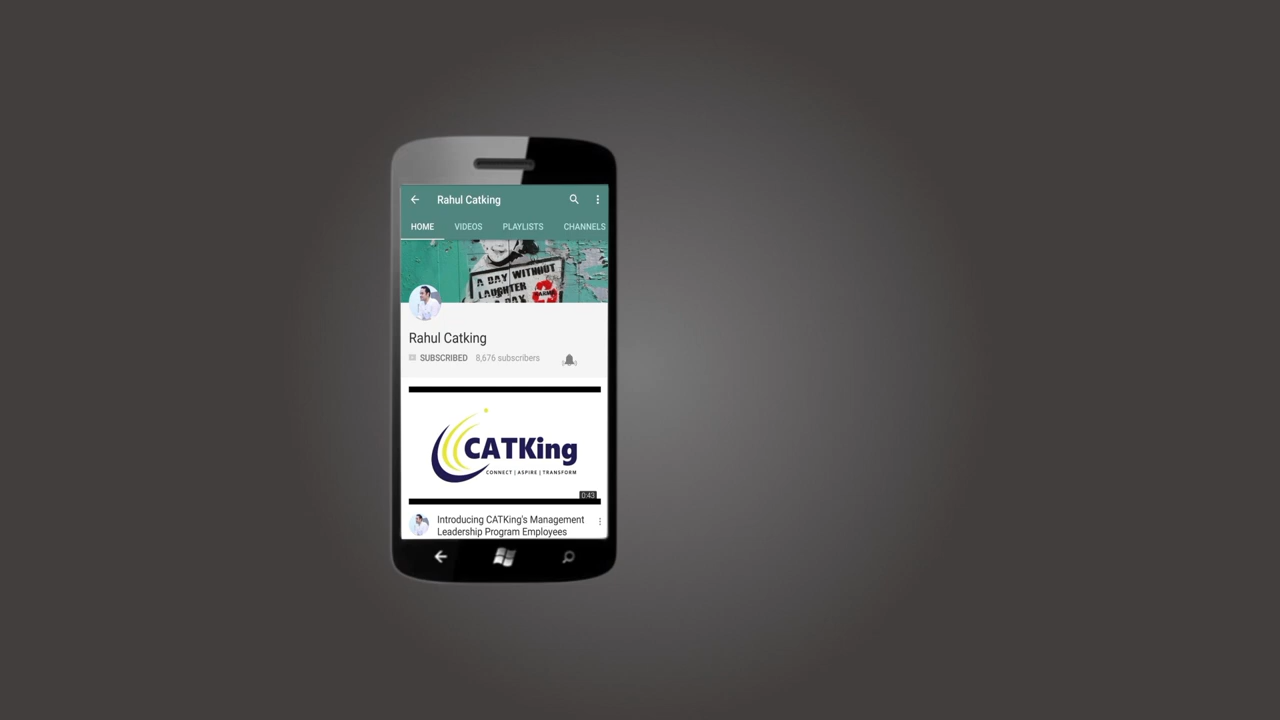 Rahul Catking
HOME VIDEOS PLAYLISTS CHANNELS
A DAY WITHOUT
LAUGHTER
A DAY
Rahul Catking
SUBSCRIBED 8,676 subscribers
CATKing
CONNECT | ASPIRE | TRANSFORM
0:43
Introducing CATKing's Management
Leadership Program Employees